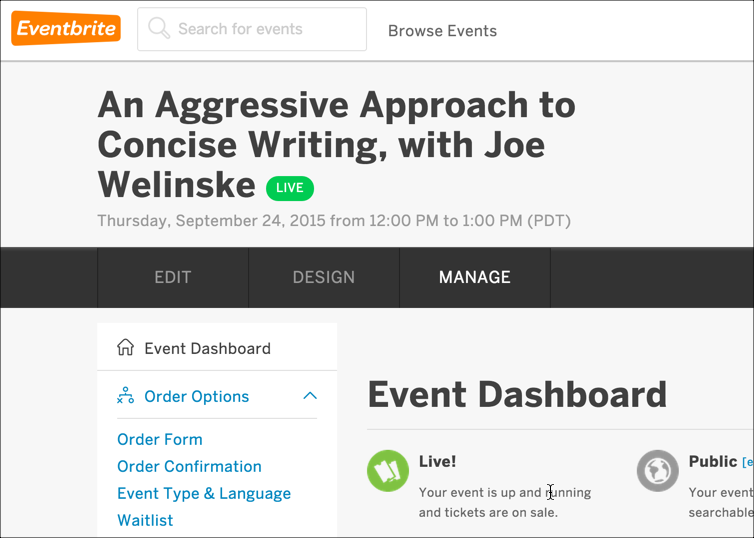 Eventbrite
Search for events
Browse Events
An Aggressive Approach to
Concise Writing, with Joe
Welinske LIVE
Thursday, September 24, 2015 from 12:00 PM to 1:00 PM (PDT)
EDIT
DESIGN
MANAGE
Event Dashboard
Order Options
Order Form
Order Confirmation
Event Type & Language
Waitlist
Event Dashboard
Live!
Your event is up and running
and tickets are on sale.
Public [e
Your event
searchable